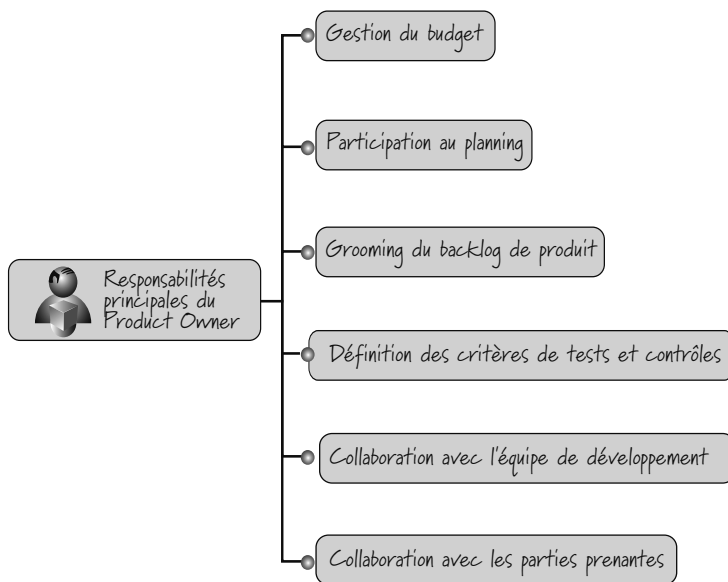 Gestion du budget
Participation au planning
Grooming du backlog de produit
Responsabilités
principales du
Product Owner
Définition des critères de tests et contrôles
Collaboration avec l'équipe de développement
Collaboration avec les parties prenantes